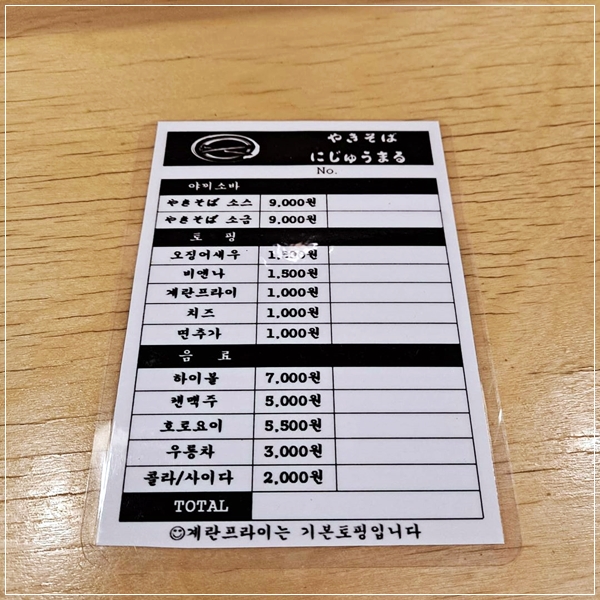 やきそば
にじゅうまる
No.
야끼소바
やきそば 소스 9,000원
やきそば 소금 9,000원
토 핑
오징어새우
비엔나 1,500원
계란프라이 1,000원
치즈 1,000원
면추가 1,000원
음 료
하이볼 7,000원
켄맥주 5,000원
호로요이 5,500원
우롱차 3,000원
콜라/사이다 2,000원
TOTAL
계란프라이는 기본토핑입니다